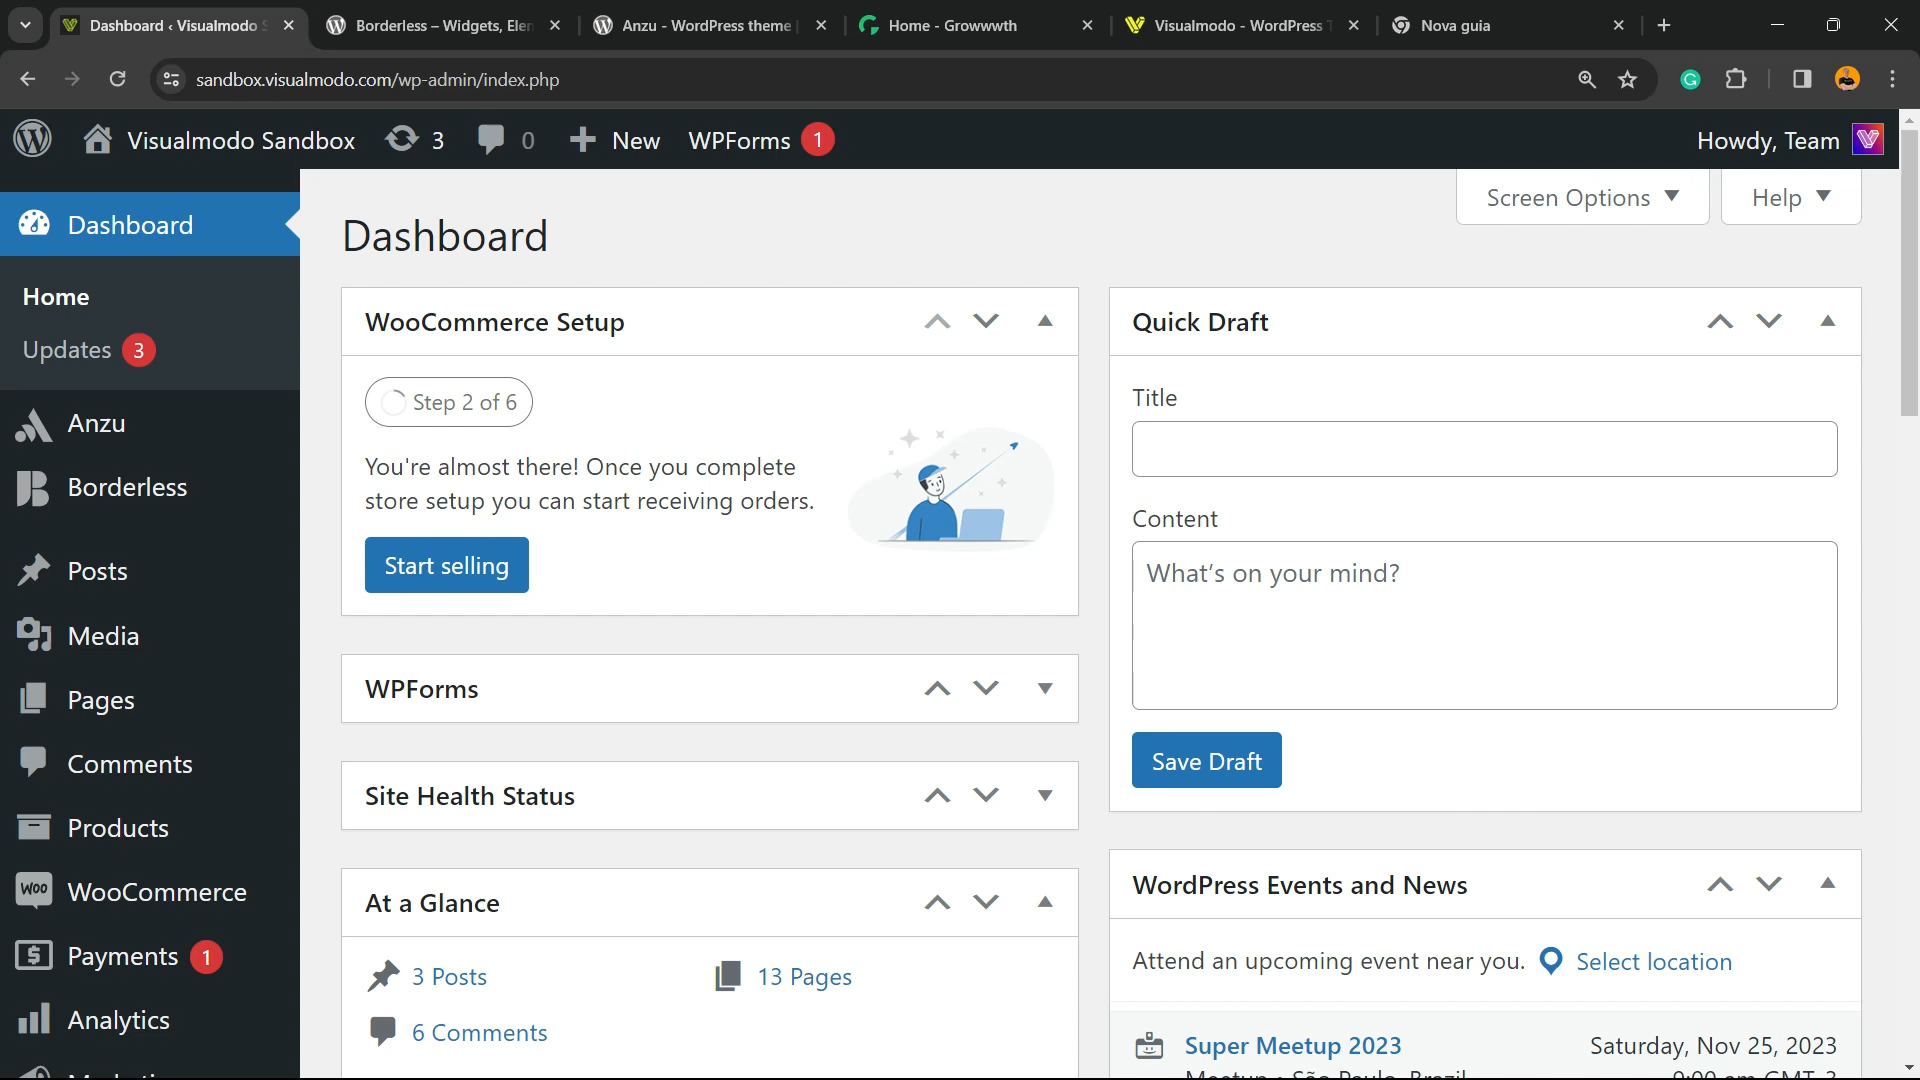 Dashboard ‹ Visualmodo S
Borderless – Widgets, Elen
Anzu - WordPress theme
Home - Growwwth
Visualmodo - WordPress T
Nova guia
sandbox.visualmodo.com/wp-admin/index.php
Visualmodo Sandbox
3
0
New
WPForms 1
Howdy, Team
Dashboard
Home
Updates 3
Anzu
Borderless
Posts
Media
Pages
Comments
Products
Woo WooCommerce
Payments 1
Analytics
Screen Options
Help
Dashboard
WooCommerce Setup
Step 2 of 6
You're almost there! Once you complete
store setup you can start receiving orders.
Start selling
WPForms
Site Health Status
At a Glance
3 Posts
13 Pages
6 Comments
Quick Draft
Title
Content
What's on your mind?
Save Draft
WordPress Events and News
Attend an upcoming event near you. Select location
Super Meetup 2023
Saturday, Nov 25, 2023